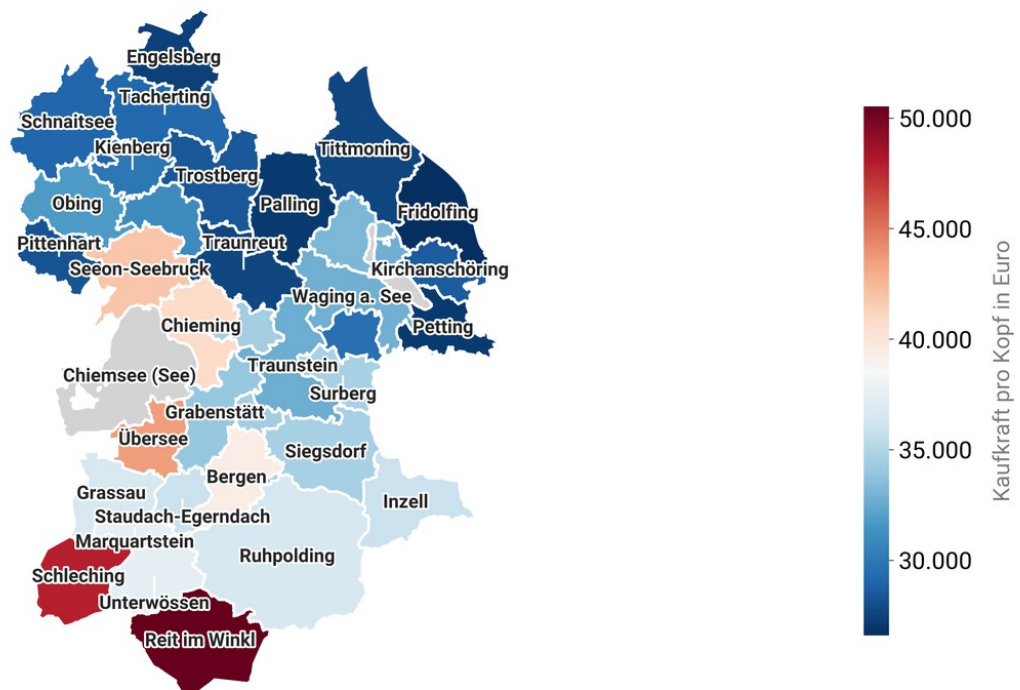 Engelsberg
Tacherting
Schnaitsee
Kienberg
Tittmoning
Trostberg
Obing
Palling
Fridolfing
Pittenhart
Traunreut
Seeon-Seebruck
Kirchanschöring
Waging a. See
Chieming
Petting
Traunstein
Chiemsee (See)
Surberg
Grabenstätt
Übersee
Siegsdorf
Bergen
Grassau
Inzell
Staudach-Egerndach
Marquartstein
Ruhpolding
Schleching
Unterwössen
Reit im Winkl
50.000
45.000
40.000
35.000
30.000
Kaufkraft pro Kopf in Euro